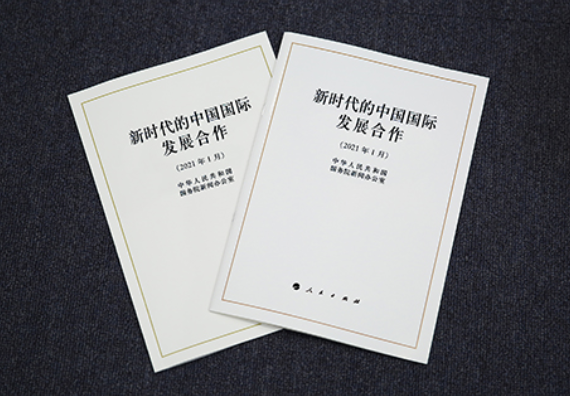 新时代的中国国际
发展合作
（2021年1月）
中华人民共和国
国务院新闻办公室
新时代的中国国际
发展合作
（2021年1月）
中华人民共和国
国务院新闻办公室
人民出版社